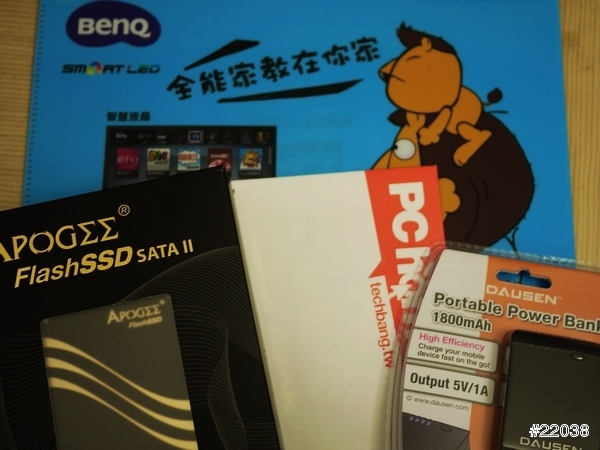 BenQ
SMART LED
全能家教在你家
智慧液晶
APOGEE®
FlashSSD SATA II
APOGEE®
FlashSSD
PC h
techbang.tw
DAUSEN™
Portable Power Bank
1800mAh
High Efficiency
Charge your mobile
device fast on the go!
Output 5V/1A
© www.dausen.com
DAUSEN
#22038